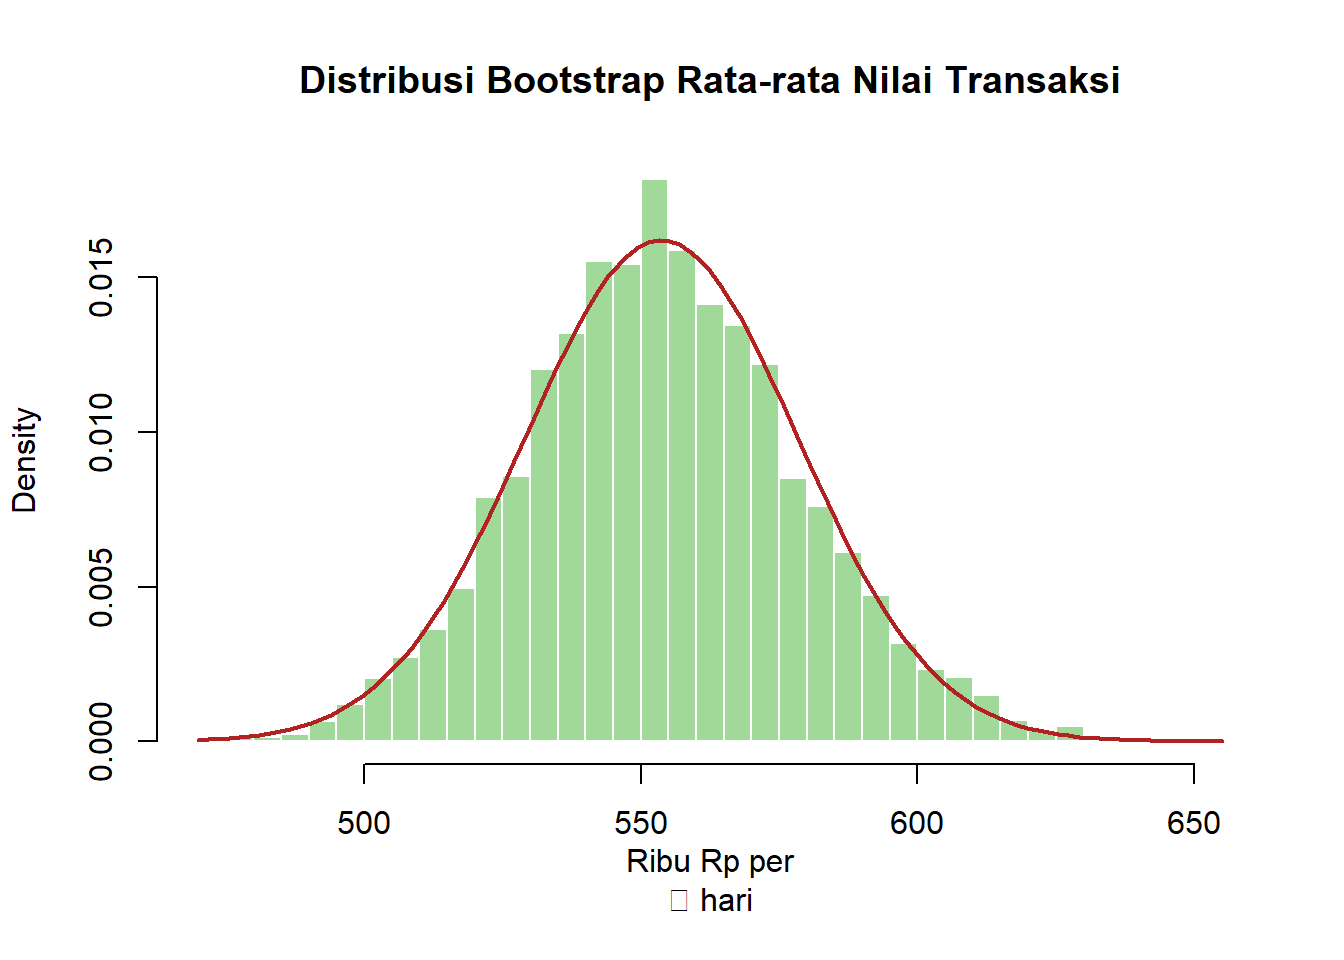 Distribusi Bootstrap Rata-rata Nilai Transaksi
0.015
0.010
0.005
0.000
Density
500 550 600 650
Ribu Rp per
hari